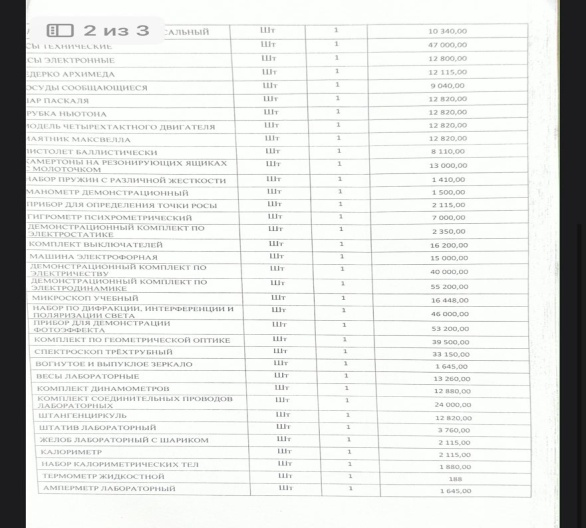 2 из 3
САЛЬНЫЙ Шт 1 10 340,00
СЫ ТЕХНИЧЕСКИЕ Шт 1 47 000,00
СЫ ЭЛЕКТРОННЫЕ Шт 1 12 800,00
ДЕРКО АРХИМЕДА Шт 1 12 115,00
ОСУДЫ СООБЩАЮЩИЕСЯ Шт 1 9 040,00
АР ПАСКАЛЯ Шт 1 12 820,00
РУБКА НЬЮТОНА Шт 1 12 820,00
ОДЕЛЬ ЧЕТЫРЕХТАКТНОГО ДВИГАТЕЛЯ Шт 1 12 820,00
АЯТНИК МАКСВЕЛЛА Шт 1 12 820,00
ИСТОЛЕТ БАЛЛИСТИЧЕСКИ Шт 1 8 110,00
КАМЕРТОНЫ НА РЕЗОНИРУЮЩИХ ЯЩИКАХ
С МОЛОТОЧКОМ Шт 1 13 000,00
НАБОР ПРУЖИН С РАЗЛИЧНОЙ ЖЕСТКОСТИ Шт 1 1 410,00
МАНОМЕТР ДЕМОНСТРАЦИОННЫЙ Шт 1 1 500,00
ПРИБОР ДЛЯ ОПРЕДЕЛЕНИЯ ТОЧКИ РОСЫ Шт 1 2 115,00
ГИГРОМЕТР ПСИХРОМЕТРИЧЕСКИЙ Шт 1 7 000,00
ДЕМОНСТРАЦИОННЫЙ КОМПЛЕКТ ПО
ЭЛЕКТРОСТАТИКЕ Шт 1 2 350,00
КОМПЛЕКТ ВЫКЛЮЧАТЕЛЕЙ Шт 1 16 200,00
МАШИНА ЭЛЕКТРОФОРНАЯ Шт 1 15 000,00
ДЕМОНСТРАЦИОННЫЙ КОМПЛЕКТ ПО
ЭЛЕКТРИЧЕСТВУ Шт 1 40 000,00
ДЕМОНСТРАЦИОННЫЙ КОМПЛЕКТ ПО
ЭЛЕКТРОДИНАМИКЕ Шт 1 55 200,00
МИКРОСКОП УЧЕБНЫЙ Шт 1 16 448,00
НАБОР ПО ДИФРАКЦИИ, ИНТЕРФЕРЕНЦИИ И
ПОЛЯРИЗАЦИИ СВЕТА Шт 1 46 000,00
ПРИБОР ДЛЯ ДЕМОНСТРАЦИИ
ФОТОЭФФЕКТА Шт 1 53 200,00
КОМПЛЕКТ ПО ГЕОМЕТРИЧЕСКОЙ ОПТИКЕ Шт 1 39 500,00
СПЕКТРОСКОП ТРЁХТРУБНЫЙ Шт 1 33 150,00
ВОГНУТОЕ И ВЫПУКЛОЕ ЗЕРКАЛО Шт 1 1 645,00
ВЕСЫ ЛАБОРАТОРНЫЕ Шт 1 13 260,00
КОМПЛЕКТ ДИНАМОМЕТРОВ Шт 1 12 880,00
КОМПЛЕКТ СОЕДИНИТЕЛЬНЫХ ПРОВОДОВ
ЛАБОРАТОРНЫХ Шт 1 24 000,00
ШТАНГЕНЦИРКУЛЬ Шт 1 12 820,00
ШТАТИВ ЛАБОРАТОРНЫЙ Шт 1 3 760,00
ЖЕЛОБ ЛАБОРАТОРНЫЙ С ШАРИКОМ Шт 1 2 115,00
КАЛОРИМЕТР Шт 1 2 115,00
НАБОР КАЛОРИМЕТРИЧЕСКИХ ТЕЛ Шт 1 1 880,00
ТЕРМОМЕТР ЖИДКОСТНОЙ Шт 1 188
АМПЕРМЕТР ЛАБОРАТОРНЫЙ Шт 1 1 645,00